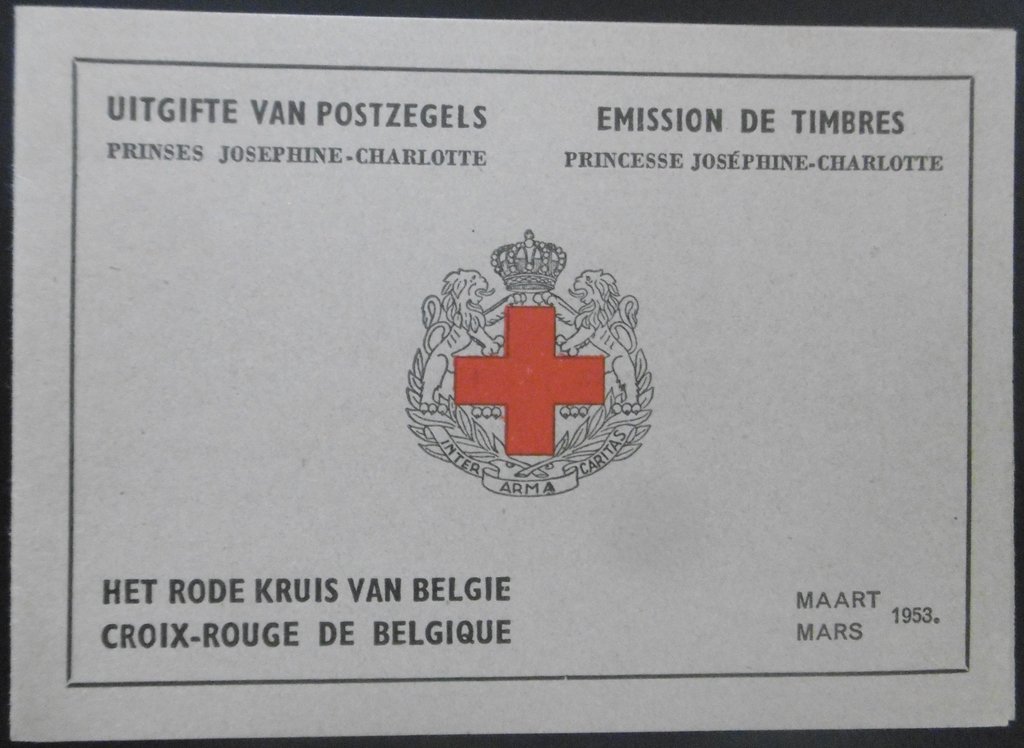 UITGIFTE VAN POSTZEGELS
PRINSES JOSEPHINE-CHARLOTTE
EMISSION DE TIMBRES
PRINCESSE JOSÉPHINE-CHARLOTTE
INTER ARMA CARITAS
HET RODE KRUIS VAN BELGIE
CROIX-ROUGE DE BELGIQUE
MAART
MARS
1953.